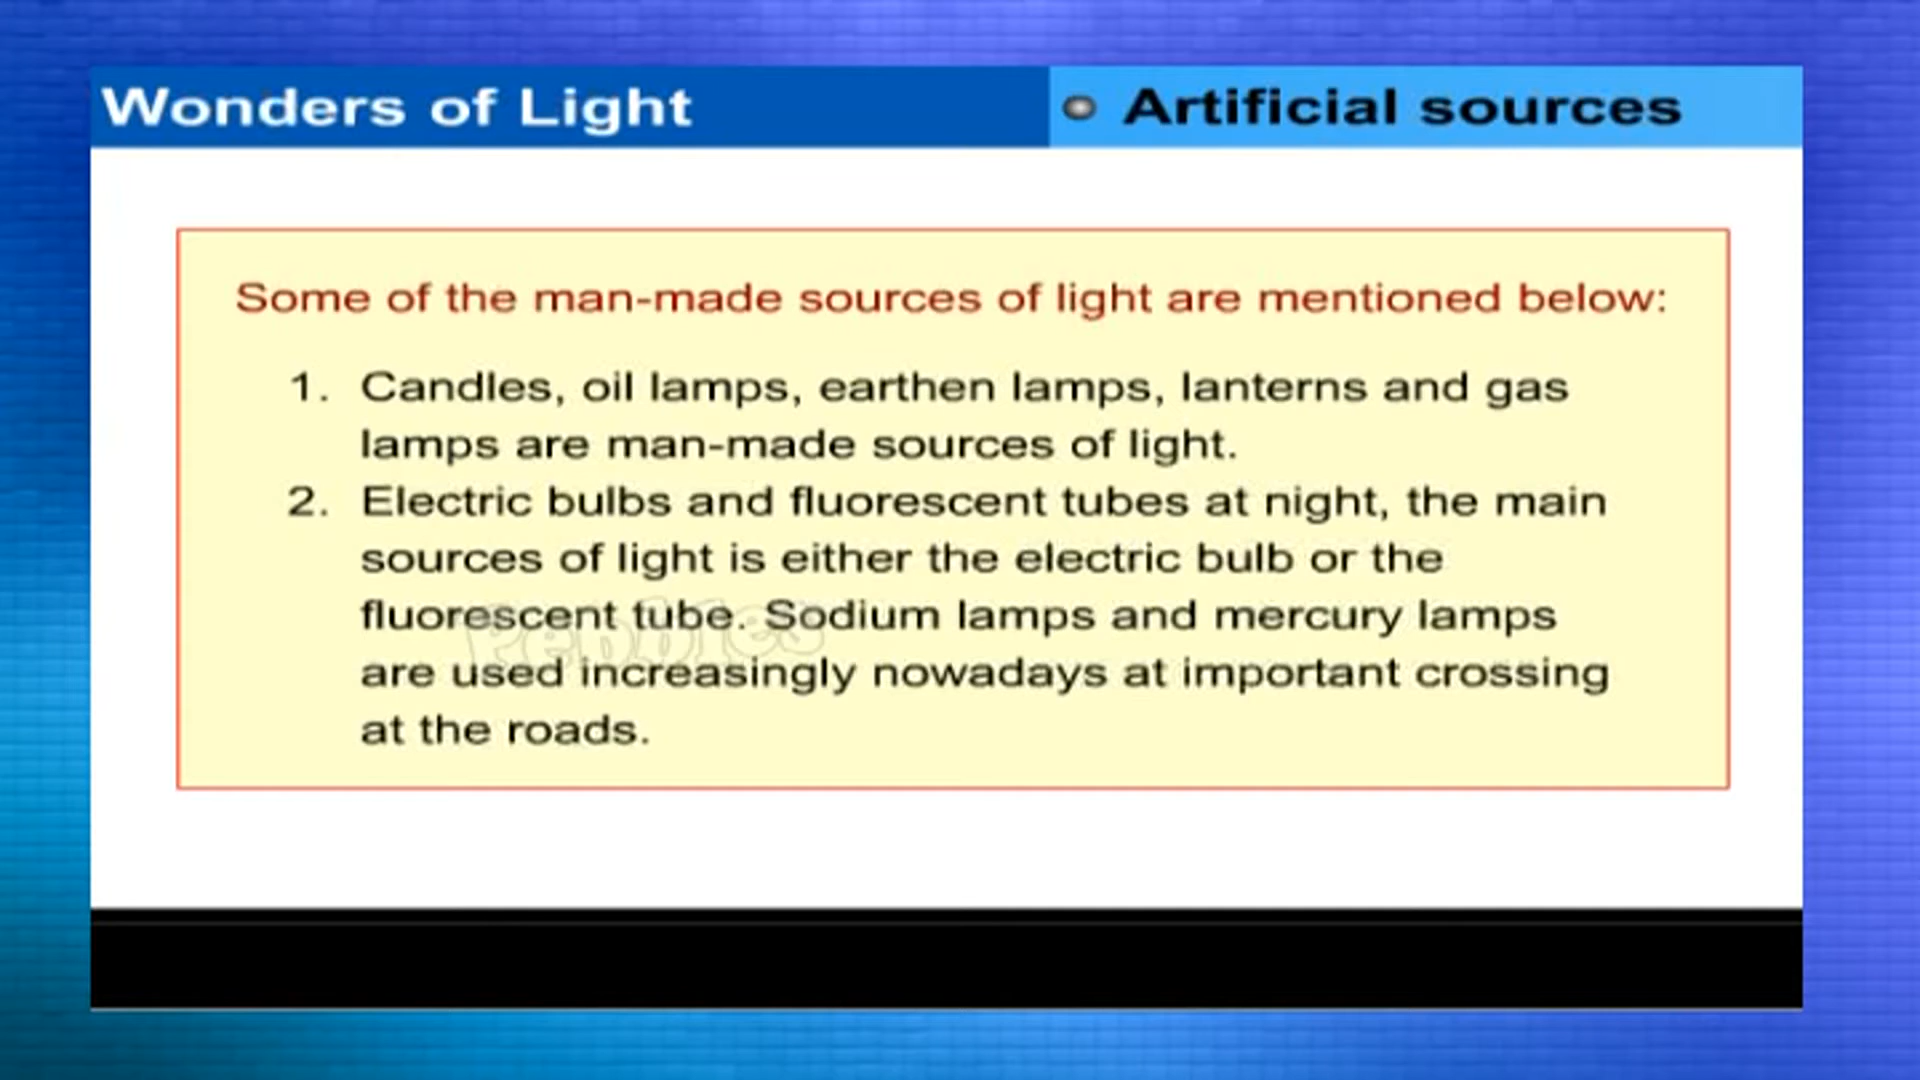 Wonders of Light
Artificial sources
Some of the man-made sources of light are mentioned below:
1. Candles, oil lamps, earthen lamps, lanterns and gas
lamps are man-made sources of light.
2. Electric bulbs and fluorescent tubes at night, the main
sources of light is either the electric bulb or the
fluorescent tube. Sodium lamps and mercury lamps
Pebbles
are used increasingly nowadays at important crossing
at the roads.